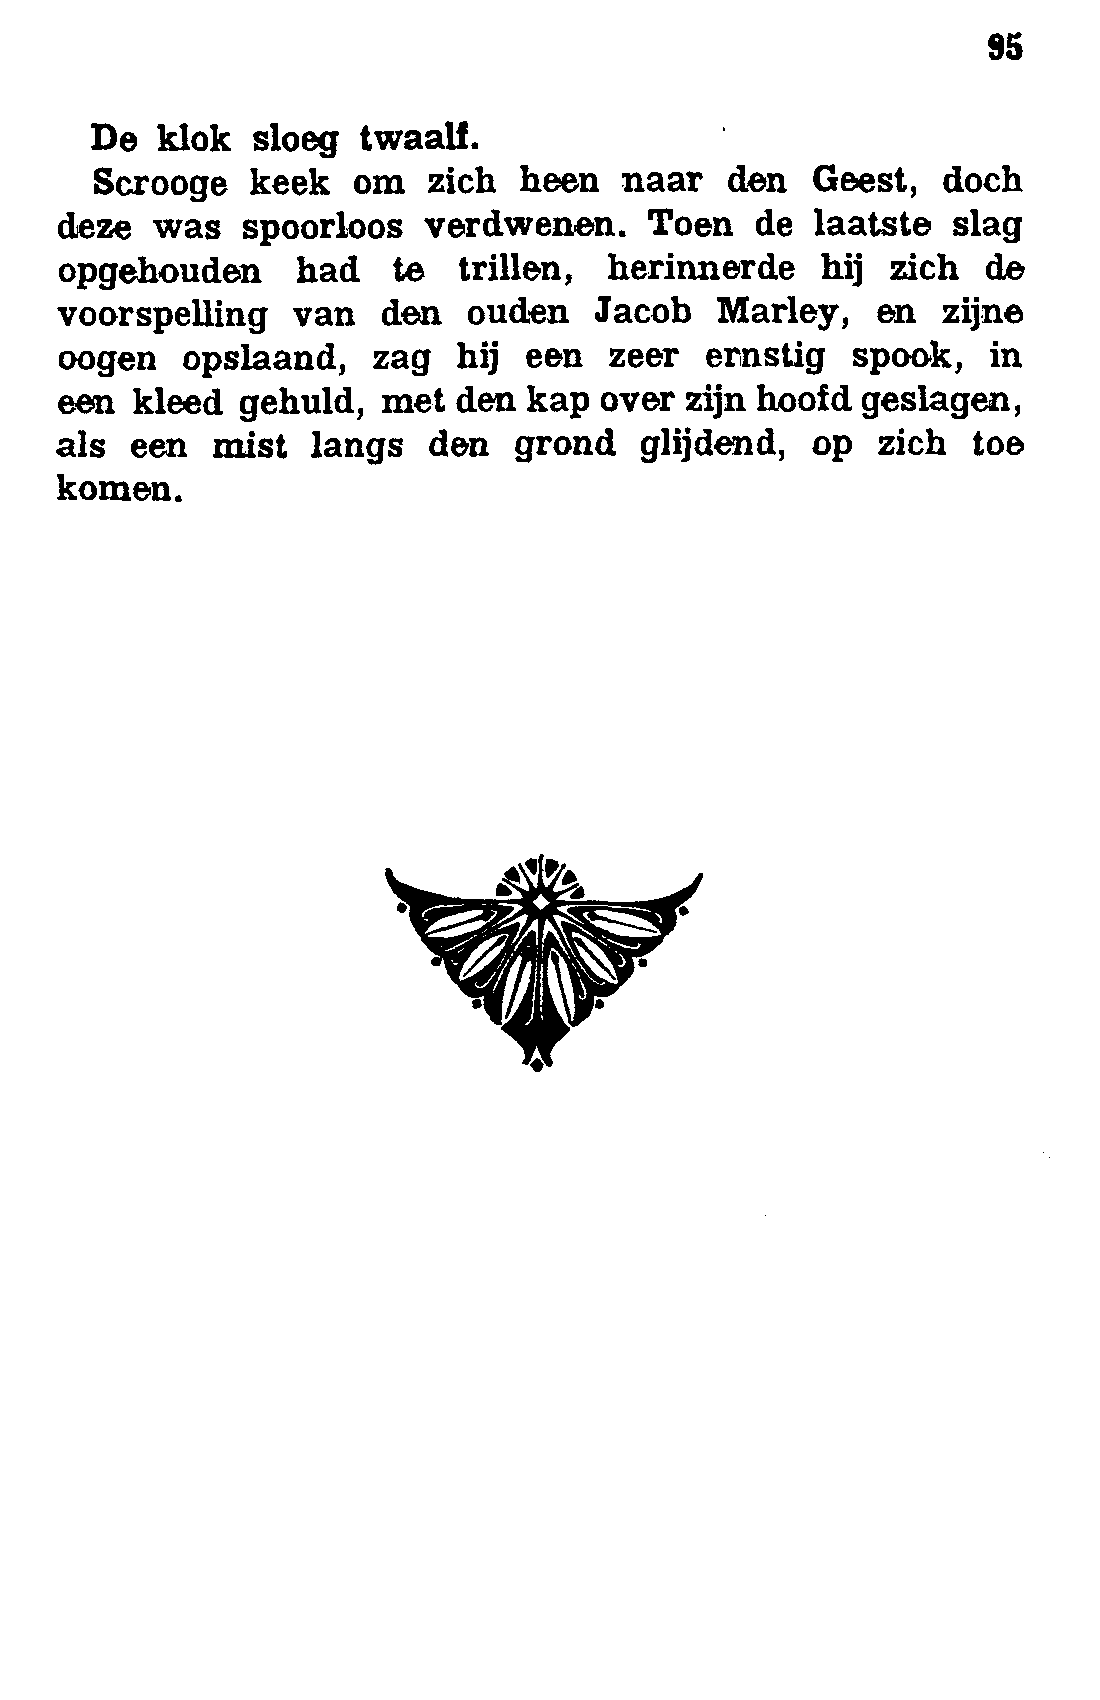 95
De klok sloeg twaalf.
Scrooge keek om zich heen naar den Geest, doch
deze was spoorloos verdwenen. Toen de laatste slag
opgehouden had te trillen, herinnerde hij zich de
voorspelling van den ouden Jacob Marley, en zijne
oogen opslaand, zag hij een zeer ernstig spook, in
een kleed gehuld, met den kap over zijn hoofd geslagen,
als een mist langs den grond glijdend, op zich toe
komen.